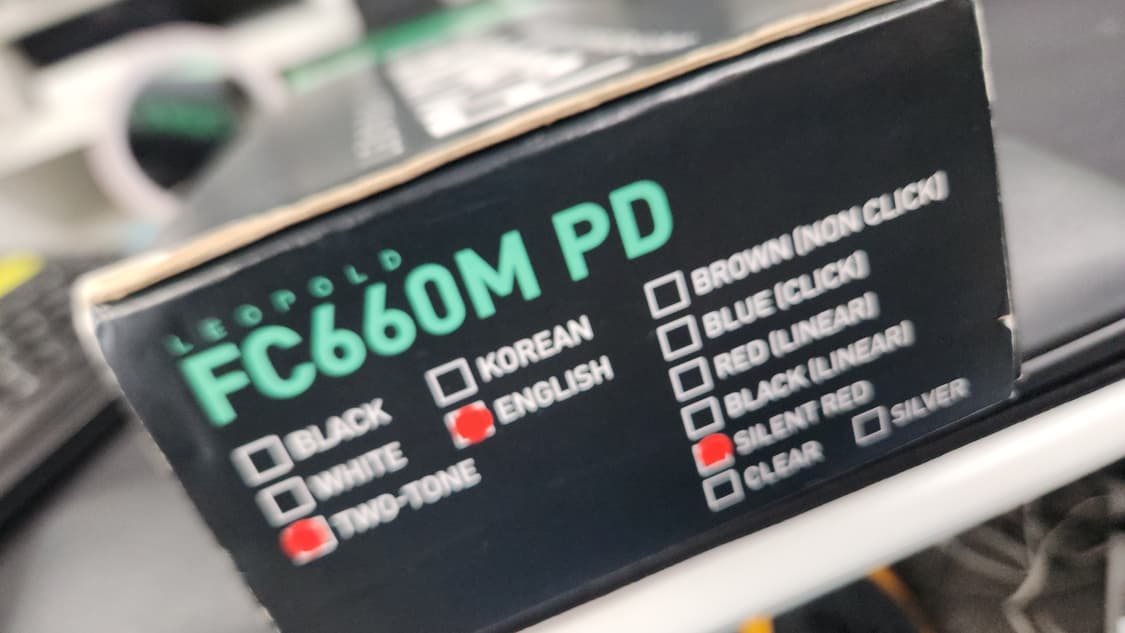 LEOPOLD
FC660M PD
BLACK
WHITE
TWO-TONE
KOREAN
ENGLISH
BROWN (NON CLICK)
BLUE (CLICK)
RED (LINEAR)
BLACK (LINEAR)
SILENT RED
CLEAR
SILVER